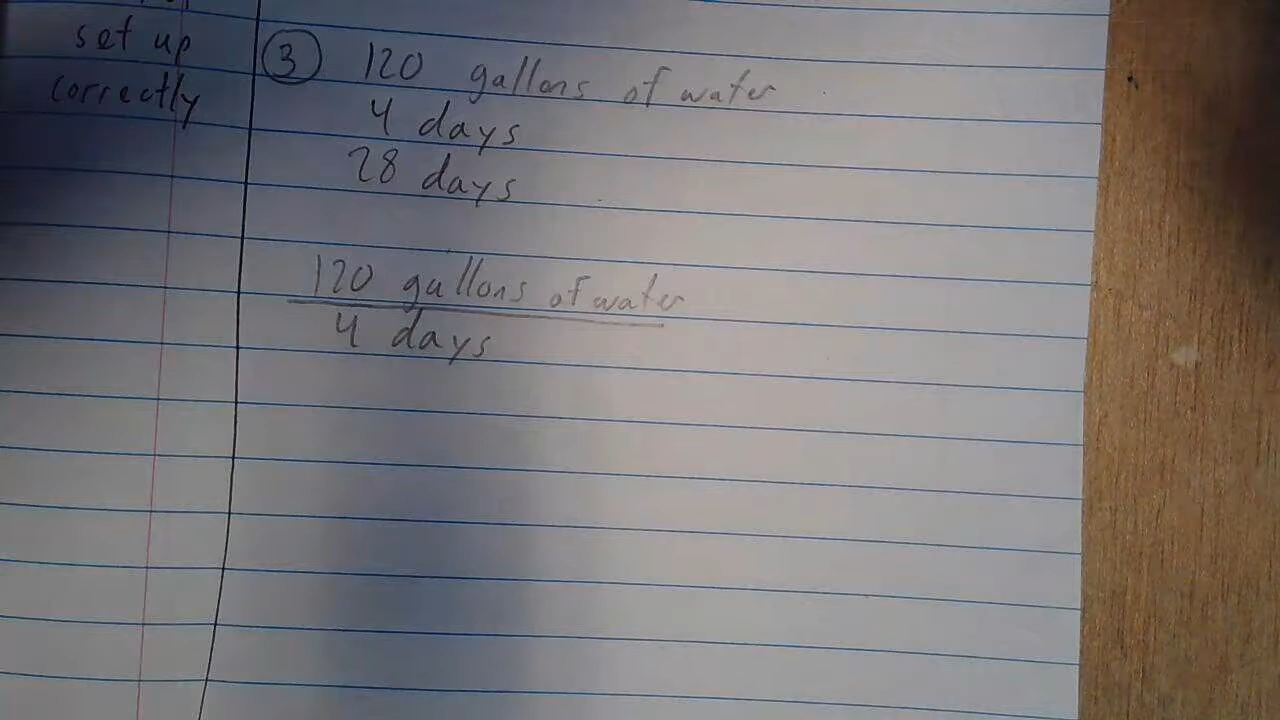 set up
correctly
③ 120 gallons of water
4 days
28 days
120 gallons of water
4 days